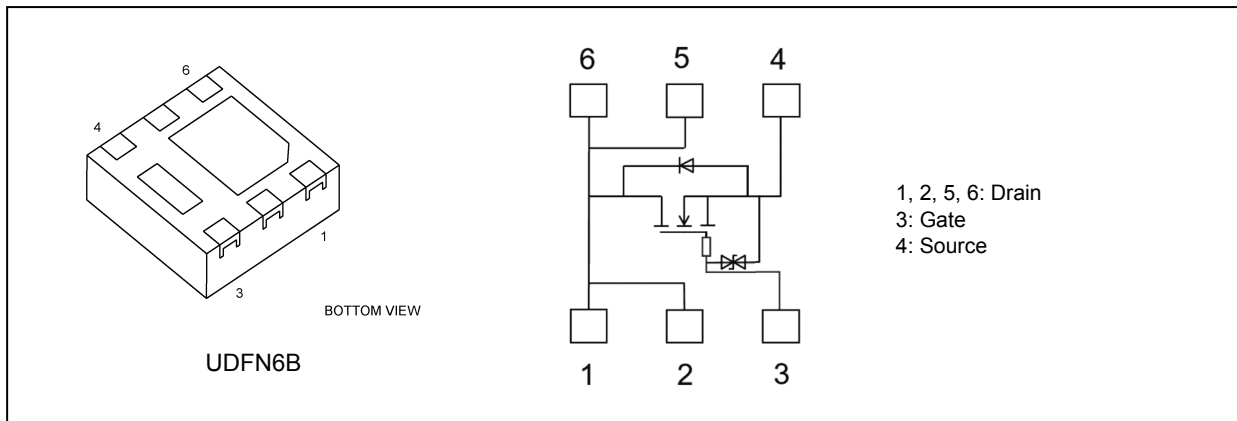 6
4
1
3
BOTTOM VIEW
UDFN6B
6 5 4
1 2 3
1, 2, 5, 6: Drain
3: Gate
4: Source